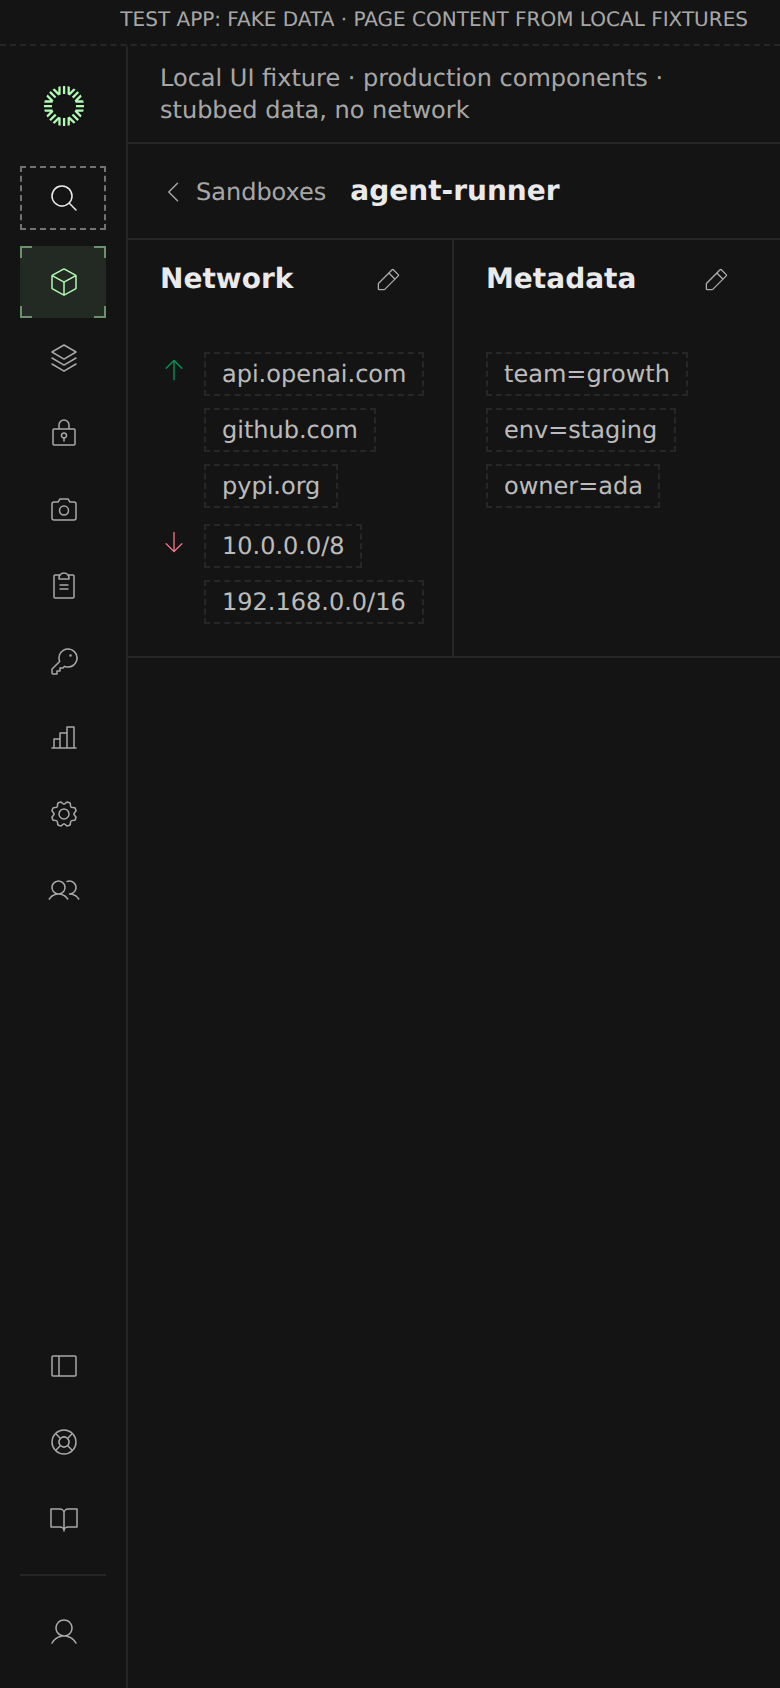 TEST APP: FAKE DATA · PAGE CONTENT FROM LOCAL FIXTURES
Local UI fixture · production components ·
stubbed data, no network
Sandboxes agent-runner
Network
api.openai.com
github.com
pypi.org
10.0.0.0/8
192.168.0.0/16
Metadata
team=growth
env=staging
owner=ada